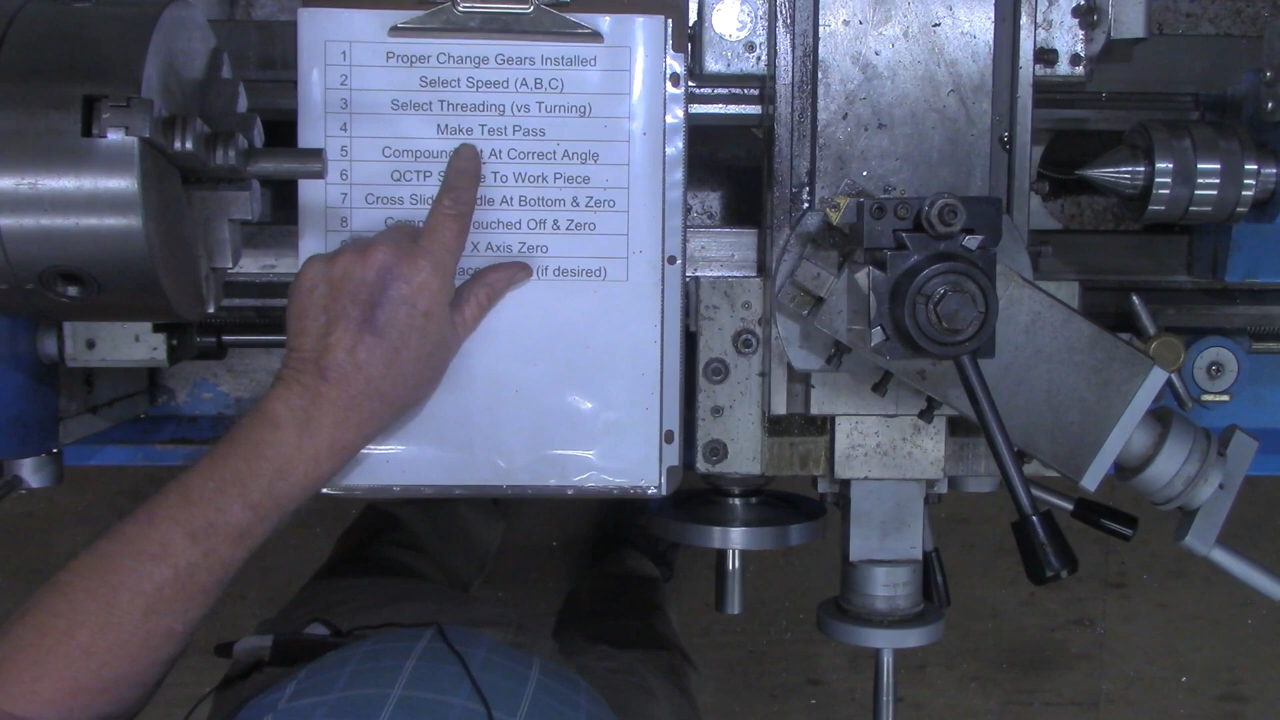 1 Proper Change Gears Installed
2 Select Speed (A,B,C)
3 Select Threading (vs Turning)
4 Make Test Pass
5 At Correct Angle
6 QCTP To Work Piece
7 Cross At Bottom & Zero
8 Touched Off & Zero
X Axis Zero
(if desired)